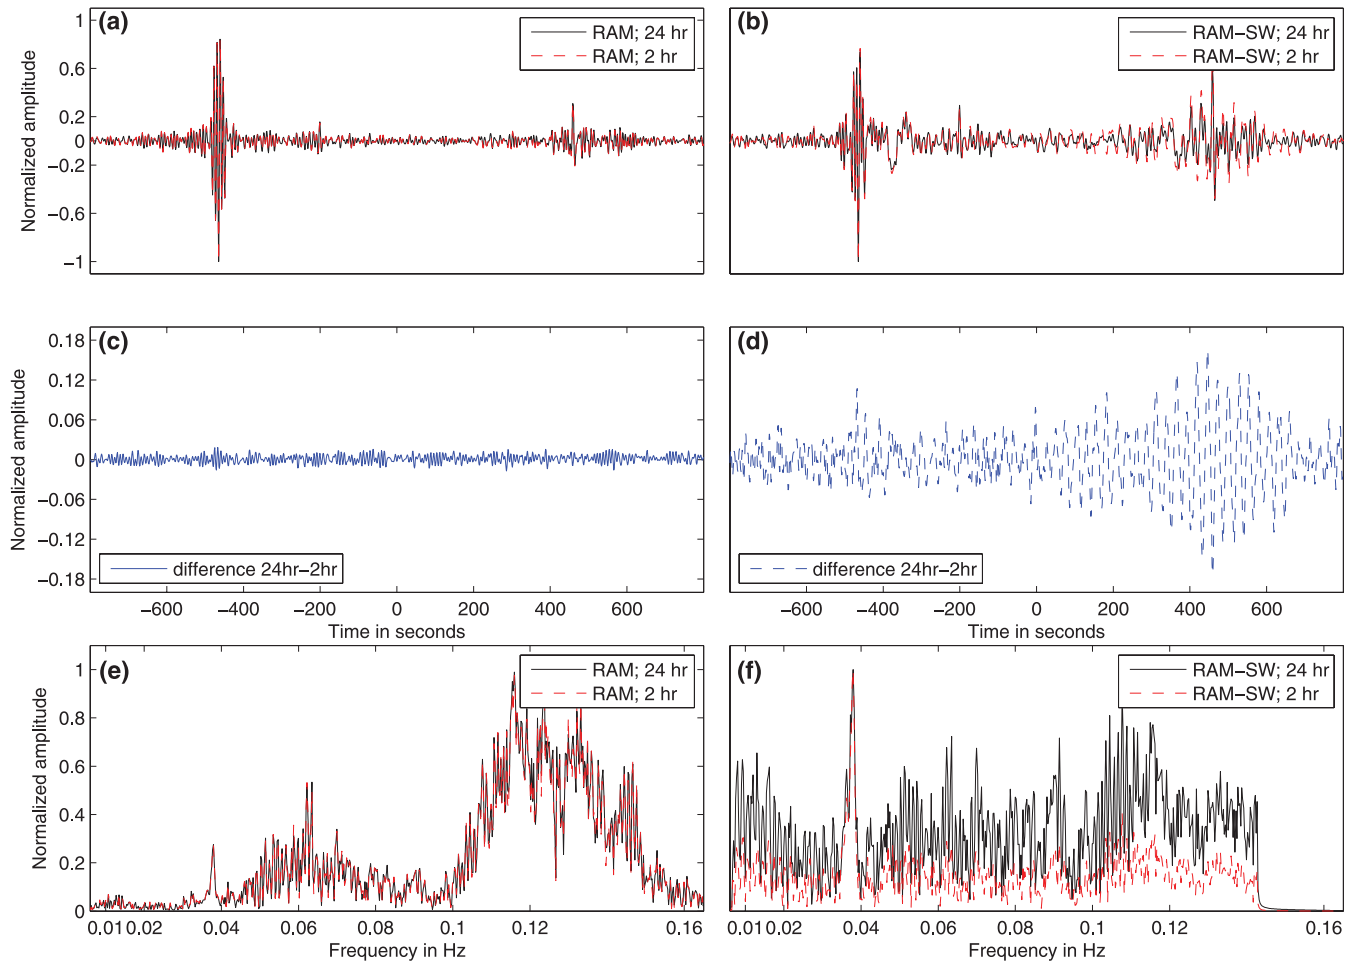 (a)
RAM; 24 hr
RAM; 2 hr
Normalized amplitude
1
0.6
0.2
0
−0.2
−0.6
−1
(b)
RAM−SW; 24 hr
RAM−SW; 2 hr
(c)
Normalized amplitude
0.18
0.12
0.06
0
−0.06
−0.12
−0.18
difference 24hr−2hr
−600 −400 −200 0 200 400 600
Time in seconds
(d)
difference 24hr−2hr
−600 −400 −200 0 200 400 600
Time in seconds
(e)
RAM; 24 hr
RAM; 2 hr
Normalized amplitude
1
0.8
0.6
0.4
0.2
0
0.01 0.02 0.04 0.06 0.08 0.1 0.12 0.16
Frequency in Hz
(f)
RAM−SW; 24 hr
RAM−SW; 2 hr
0.01 0.02 0.04 0.06 0.08 0.1 0.12 0.16
Frequency in Hz